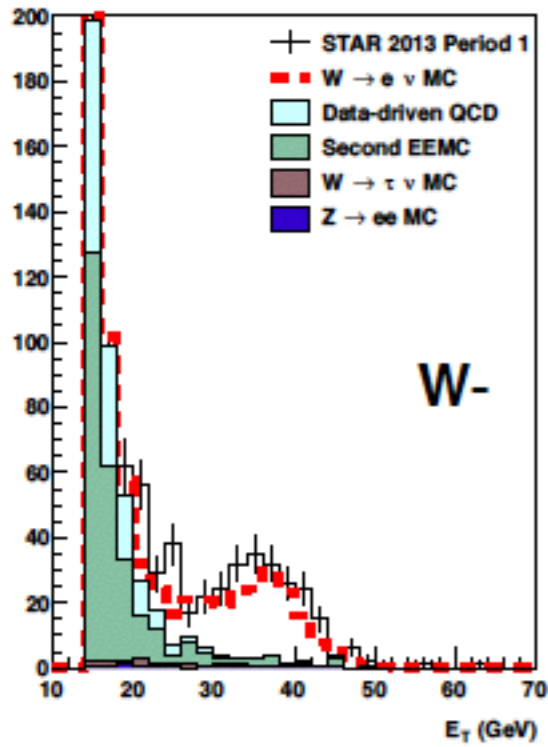 200
180
160
140
120
100
80
60
40
20
0
STAR 2013 Period 1
W → e ν MC
Data-driven QCD
Second EEMC
W → τ ν MC
Z → ee MC
W-
10 20 30 40 50 60 70
E_T (GeV)